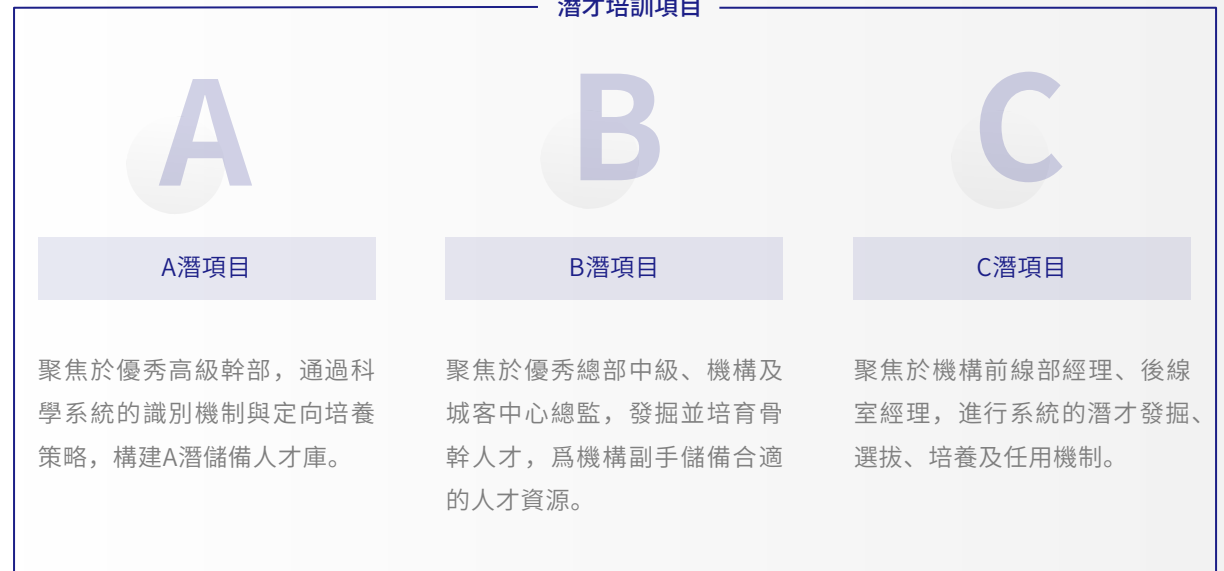 潛才培訓項目
A
B
C
A潛項目
B潛項目
C潛項目
聚焦於優秀高級幹部，通過科
學系統的識別機制與定向培養
策略，構建A潛儲備人才庫。
聚焦於優秀總部中級、機構及
城客中心總監，發掘並培育骨
幹人才，爲機構副手儲備合適
的人才資源。
聚焦於機構前線部經理、後線
室經理，進行系統的潛才發掘、
選拔、培養及任用機制。